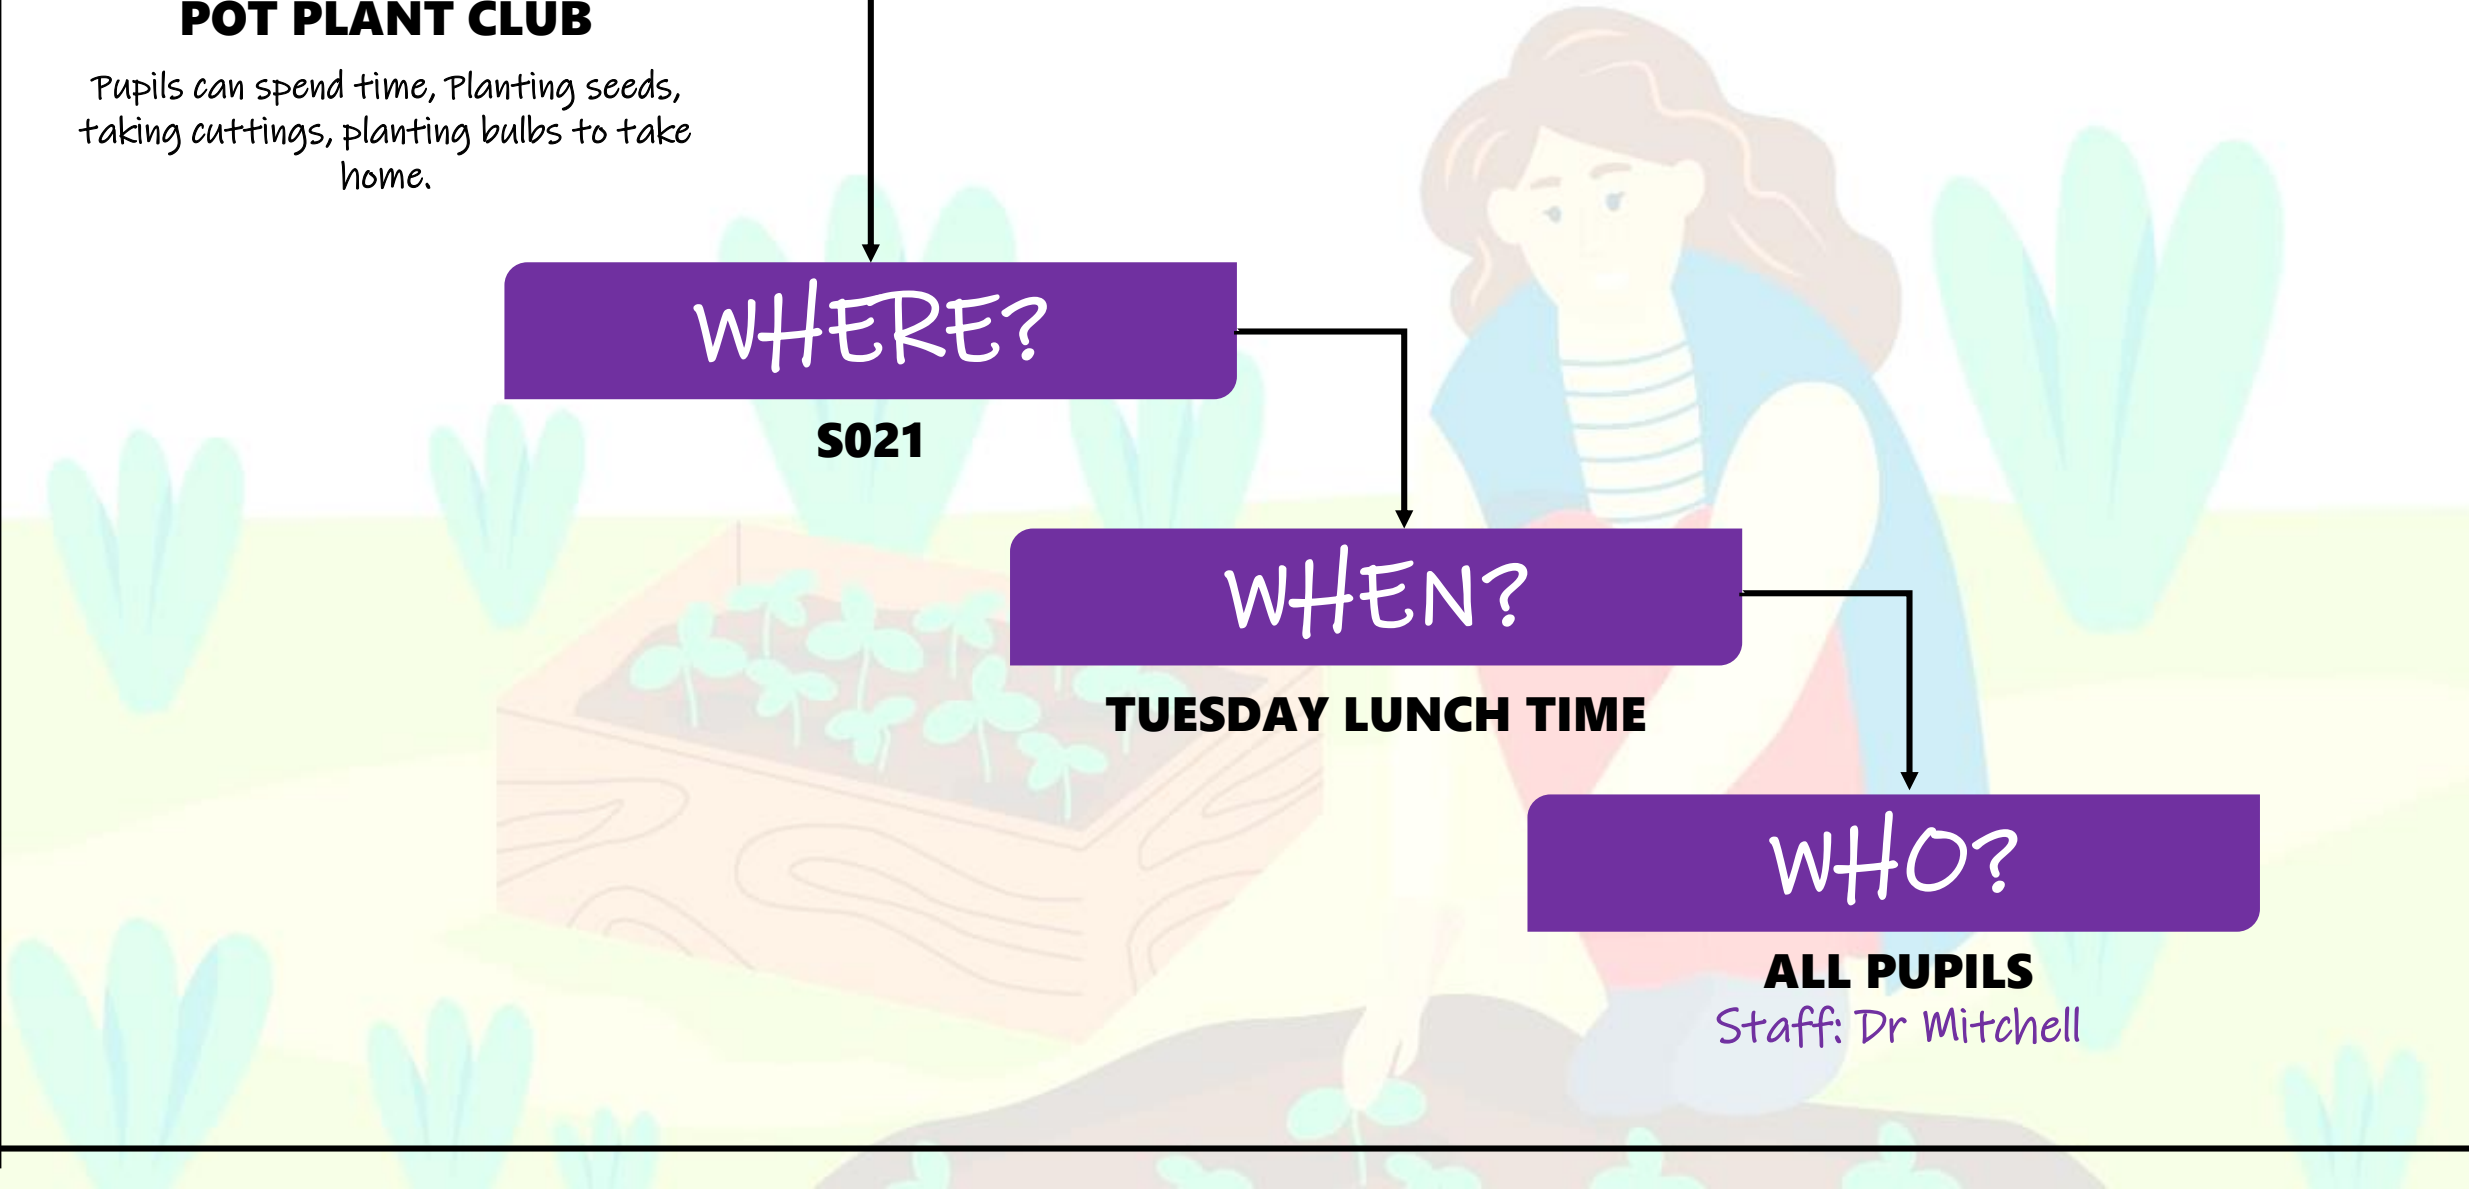 POT PLANT CLUB
Pupils can spend time, Planting seeds,
taking cuttings, planting bulbs to take
home.
WHERE?
S021
WHEN?
TUESDAY LUNCH TIME
WHO?
ALL PUPILS
Staff: Dr Mitchell